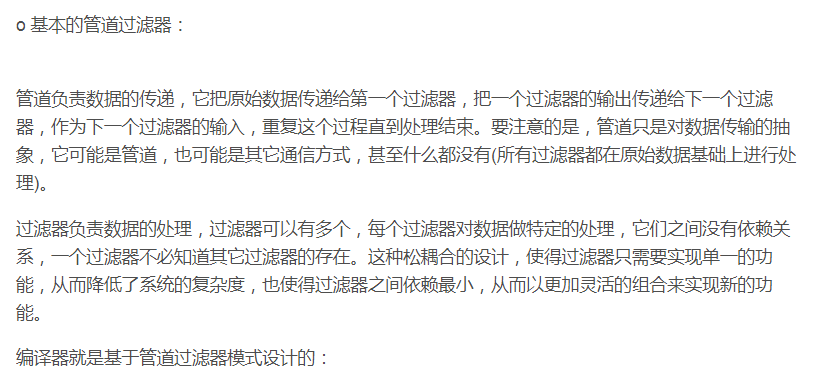 o 基本的管道过滤器：
管道负责数据的传递，它把原始数据传递给第一个过滤器，把一个过滤器的输出传递给下一个过滤
器，作为下一个过滤器的输入，重复这个过程直到处理结束。要注意的是，管道只是对数据传输的抽
象，它可能是管道，也可能是其它通信方式，甚至什么都没有(所有过滤器都在原始数据基础上进行处
理)。
过滤器负责数据的处理，过滤器可以有多个，每个过滤器对数据做特定的处理，它们之间没有依赖关
系，一个过滤器不必知道其它过滤器的存在。这种松耦合的设计，使得过滤器只需要实现单一的功
能，从而降低了系统的复杂度，也使得过滤器之间依赖最小，从而以更加灵活的组合来实现新的功
能。
编译器就是基于管道过滤器模式设计的：